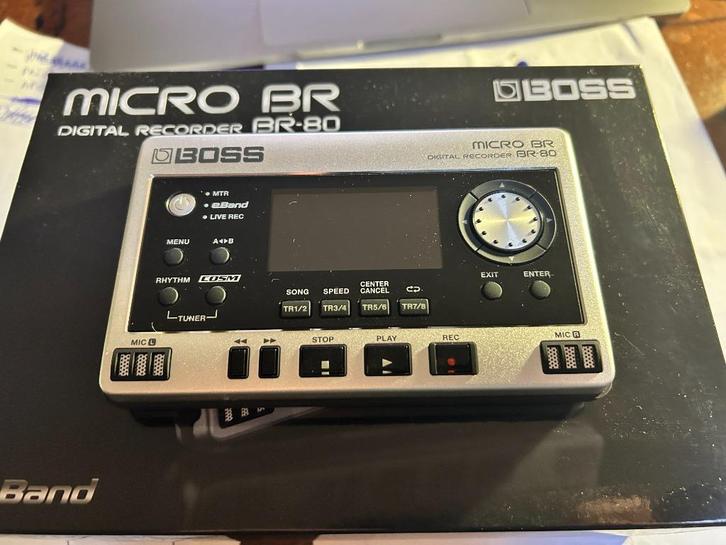 MICRO BR
BOSS
DIGITAL RECORDER BR-80
BOSS
MICRO BR
DIGITAL RECORDER BR-80
• MTR
• eBand
• LIVE REC
MENU A◄►B
RHYTHM COSM
TUNER
SONG SPEED CENTER CANCEL
TR1/2 TR3/4 TR5/6 TR7/8
EXIT ENTER
MIC L
◄◄ ►► STOP PLAY REC
MIC R
Band